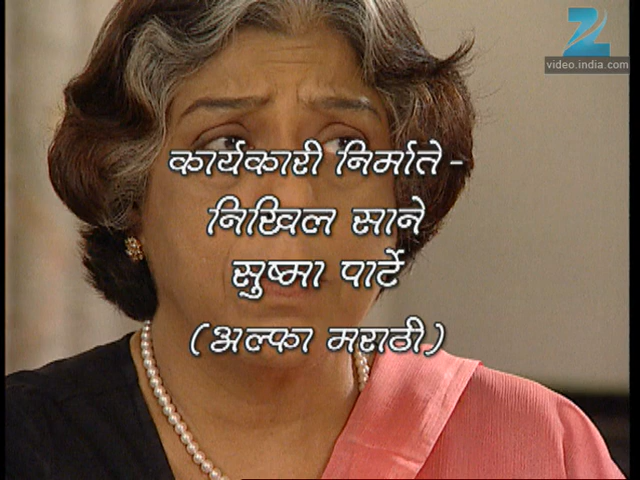 video.india.com
कार्यकारी निर्माते -
निखिल साने
सुष्मा पार्टे
(अल्फा मराठी)